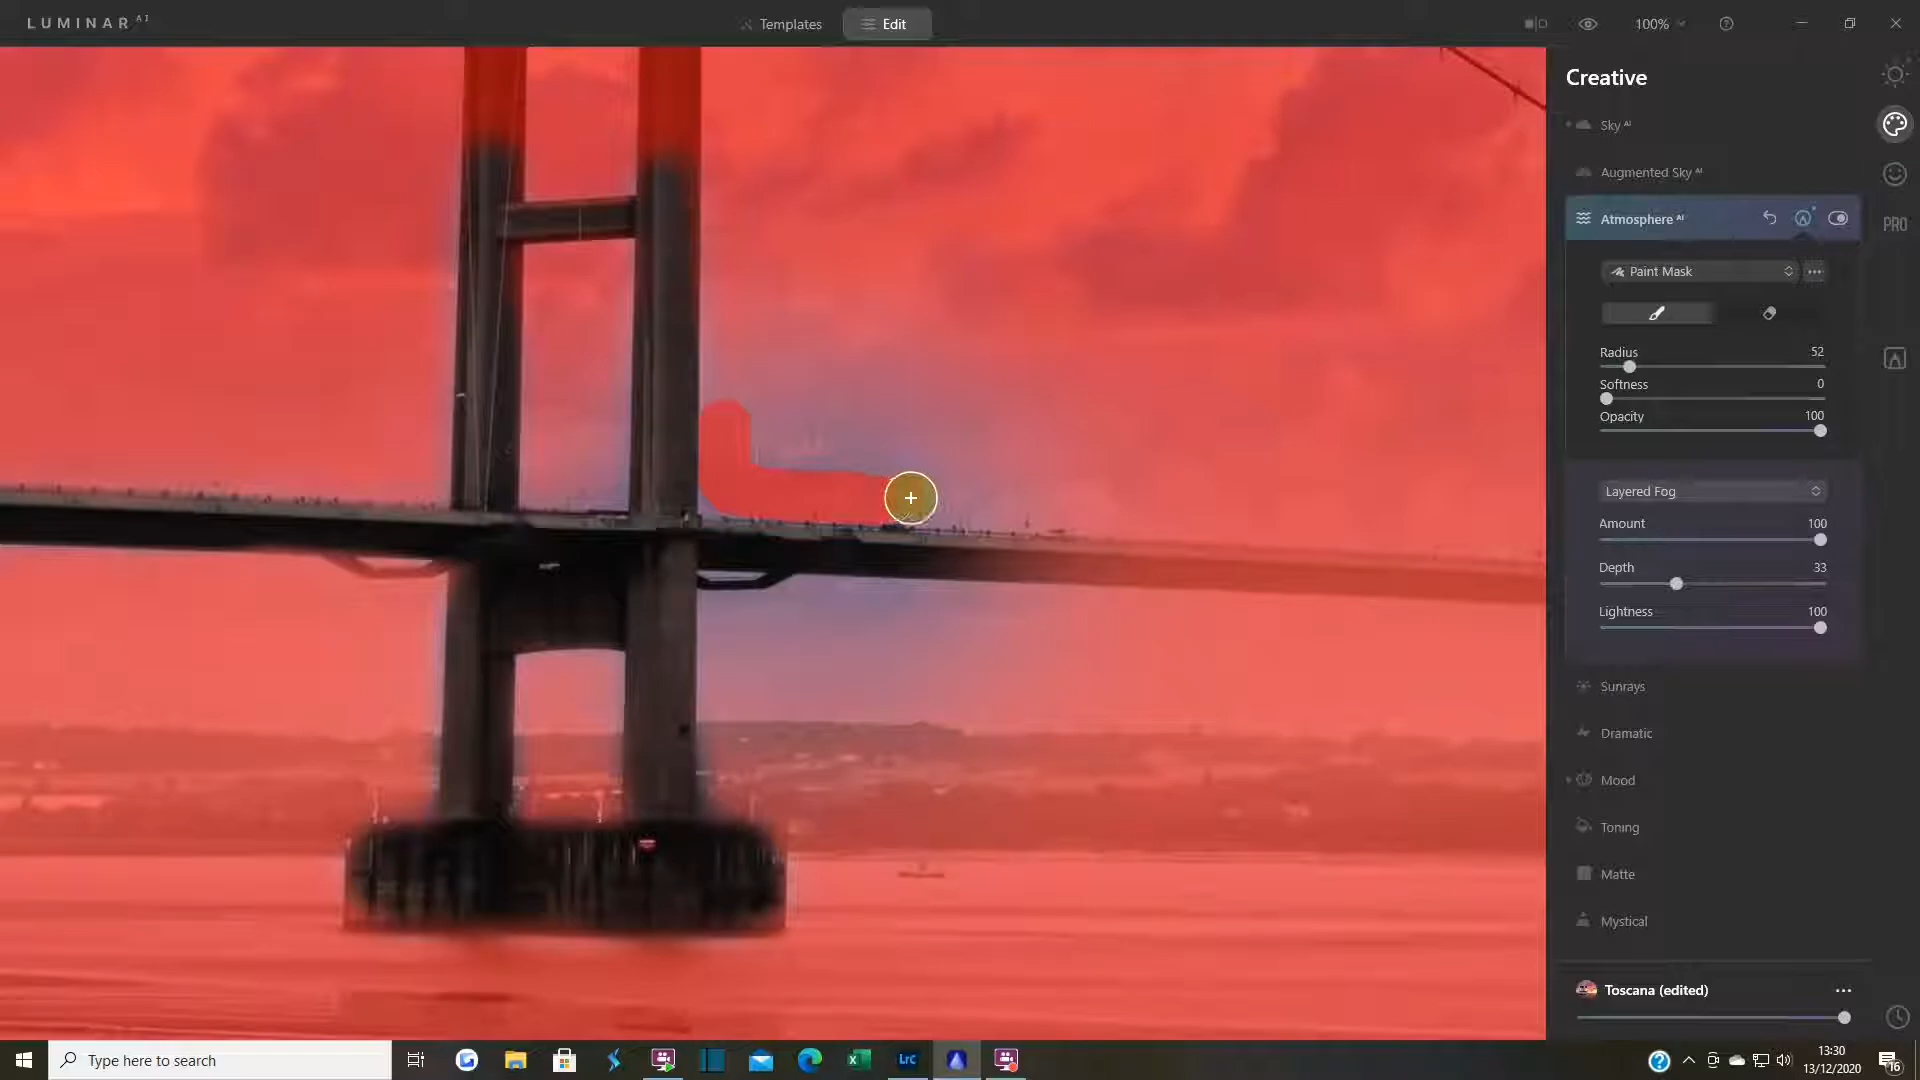 LUMINAR AI
Templates
Edit
100%
Creative
Sky AI
Augmented Sky AI
Atmosphere AI
PRO
Paint Mask
Radius 52
Softness 0
Opacity 100
Layered Fog
Amount 100
Depth 33
Lightness 100
Sunrays
Dramatic
Mood
Toning
Matte
Mystical
Toscana (edited)
Type here to search
Lrc
13:30
13/12/2020
16